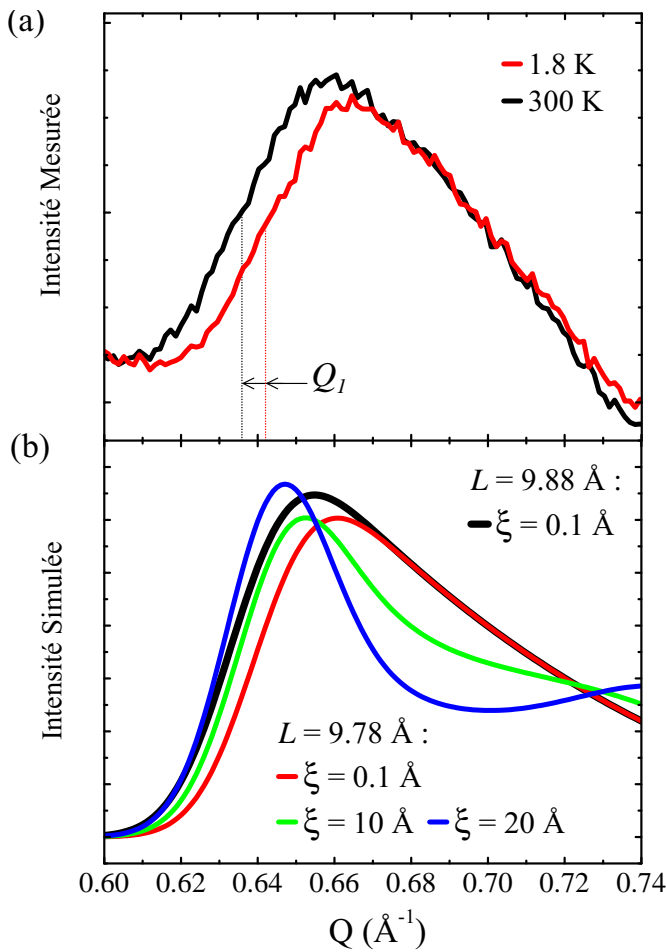 (a)
1.8 K
300 K
Intensité Mesurée
Q1
(b)
L = 9.88 Å :
ξ = 0.1 Å
Intensité Simulée
L = 9.78 Å :
ξ = 0.1 Å
ξ = 10 Å ξ = 20 Å
0.60 0.62 0.64 0.66 0.68 0.70 0.72 0.74
Q (Å-1)